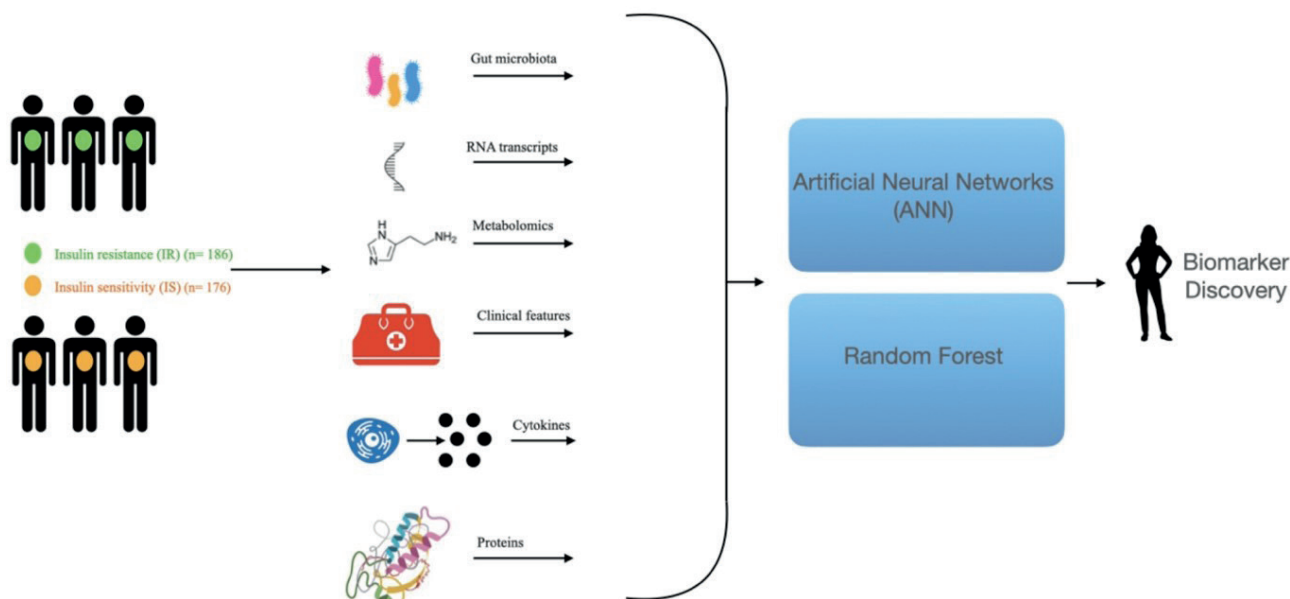 Gut microbiota
RNA transcripts
H
N
N
NH2
Metabolomics
Insulin resistance (IR) (n= 186)
Insulin sensitivity (IS) (n= 176)
Clinical features
Cytokines
Proteins
Artificial Neural Networks
(ANN)
Random Forest
Biomarker
Discovery